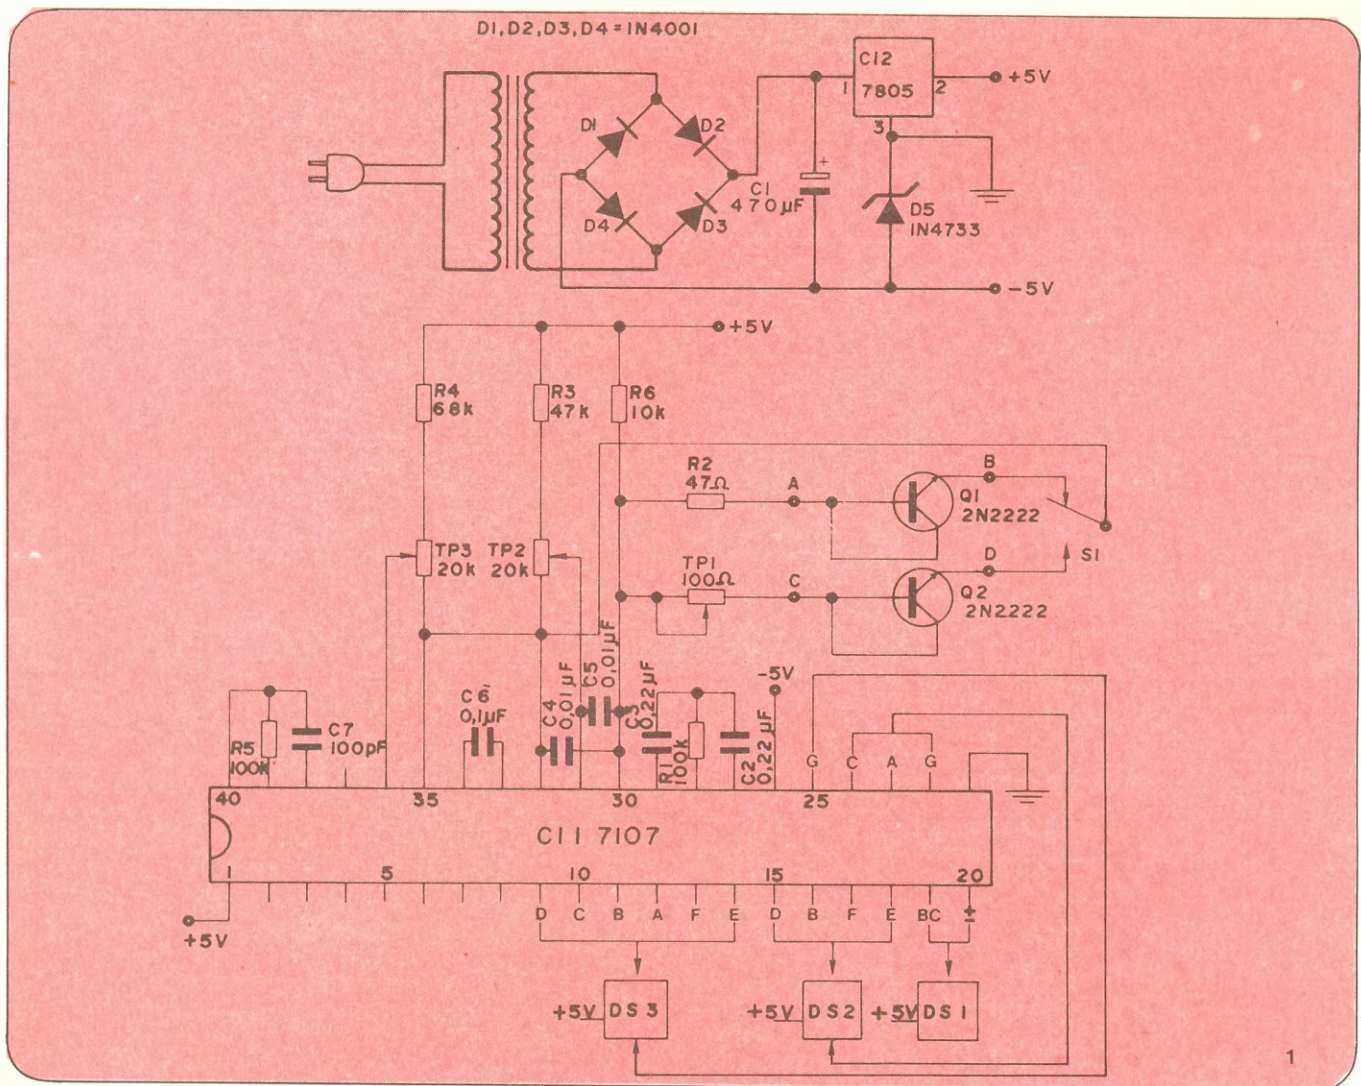 D1,D2,D3,D4=1N4001
CI2
7805
1
2
3
+5V
D1
D2
D4
D3
+
C1
470µF
D5
1N4733
-5V
+5V
R4
68k
R3
47k
R6
10k
R2
47Ω
A
B
Q1
2N2222
TP3
20k
TP2
20k
TP1
100Ω
C
D
S1
Q2
2N2222
C7
100pF
R5
100k
C6
0,1µF
C4
0,01µF
C5
0,01µF
C3
0,22µF
R1
100k
C2
0,22µF
-5V
G
C
A
G
40
35
30
25
CI1 7107
1
5
10
15
20
+5V
D C B A F E
D B F E
BC ±
+5V DS3
+5V DS2
+5V DS1
1